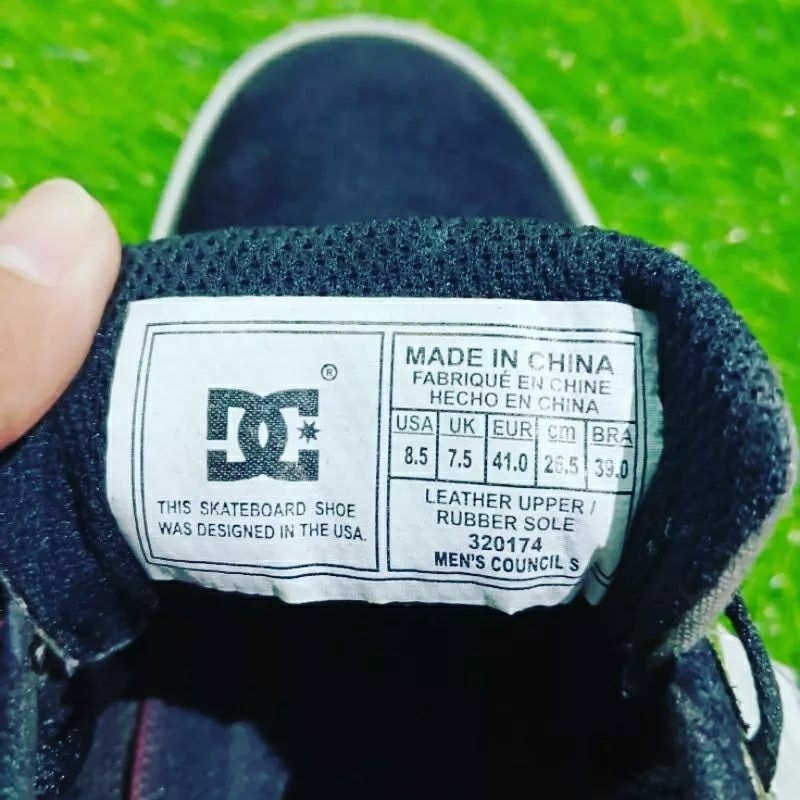 DC ®
THIS SKATEBOARD SHOE
WAS DESIGNED IN THE USA.
MADE IN CHINA
FABRIQUÉ EN CHINE
HECHO EN CHINA
USA UK EUR cm BRA
8.5 7.5 41.0 26.5 39.0
LEATHER UPPER /
RUBBER SOLE
320174
MEN'S COUNCIL S